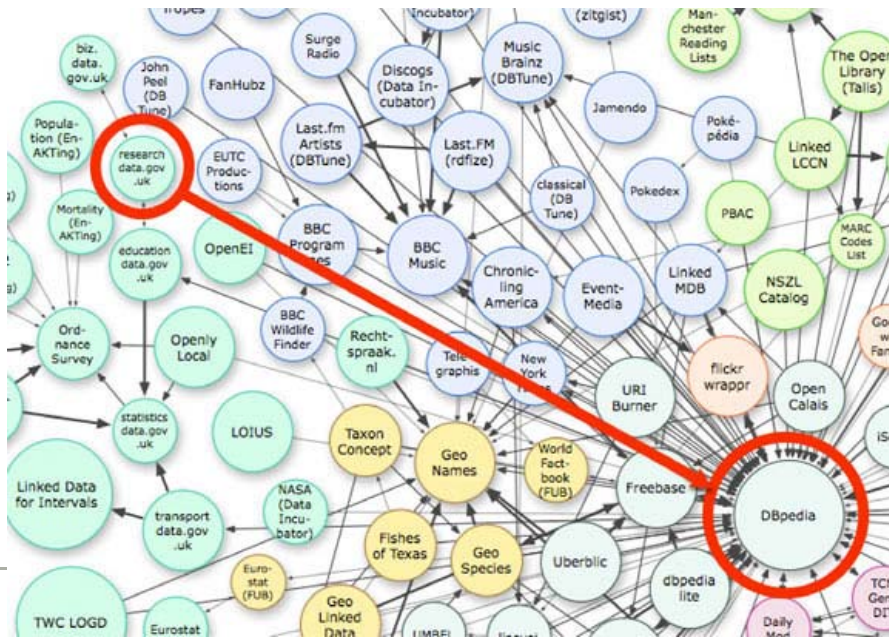 Tropes
Incubator)
(zitgist)
Man-
chester
Reading
Lists
biz.
data.
gov.uk
Surge
Radio
Music
Brainz
(DBTune)
The Open
Library
(Talis)
John
Peel
(DB
Tune)
FanHubz
Discogs
(Data In-
cubator)
Jamendo
Popula-
tion (En-
AKTing)
Poké-
pédia
research
data.gov
.uk
Last.fm
Artists
(DBTune)
Last.FM
(rdfize)
Linked
LCCN
EUTC
Produc-
tions
classical
(DB
Tune)
Pokedex
Mortality
(En-
AKTing)
PBAC
OpenEI
BBC
Program
mes
BBC
Music
MARC
Codes
List
education
data.gov
.uk
Chronic-
ling
America
Event-
Media
Linked
MDB
NSZL
Catalog
BBC
Wildlife
Finder
Ord-
nance
Survey
Openly
Local
Recht-
spraak.
nl
Tele
graphis
New
York
flickr
wrappr
URI
Burner
Open
Calais
statistics
data.gov
.uk
LOIUS
Taxon
Concept
Geo
Names
World
Fact-
book
(FUB)
Freebase
Linked Data
for Intervals
NASA
(Data
Incu-
bator)
DBpedia
transport
data.gov
.uk
Fishes
of Texas
Geo
Species
Uberblic
Euro-
stat
(FUB)
dbpedia
lite
TWC LOGD
Eurostat
Geo
Linked
Data
UMBEL
Daily